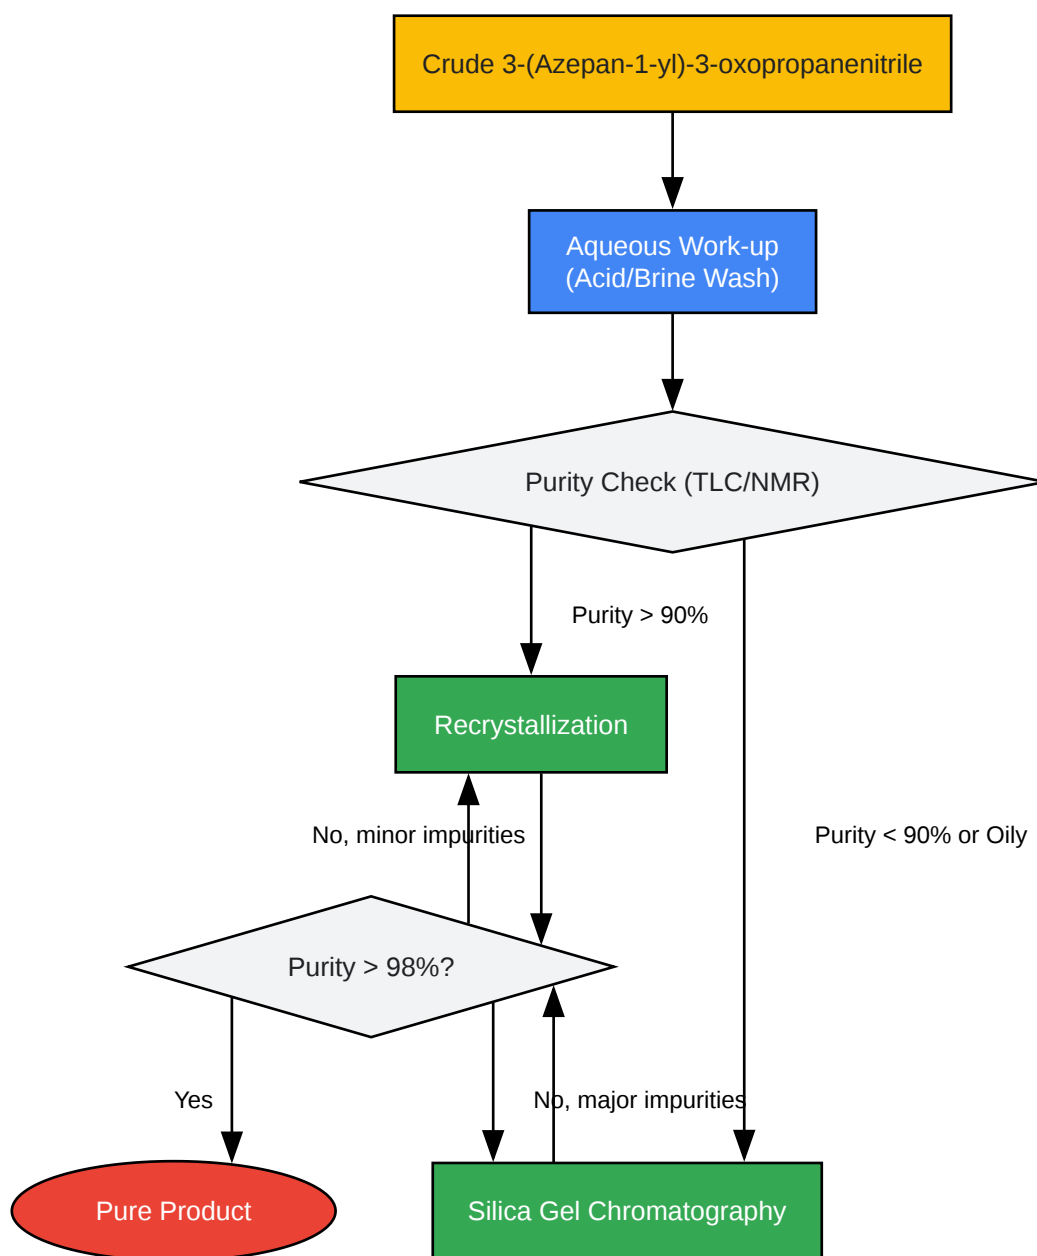 Crude 3-(Azepan-1-yl)-3-oxopropanenitrile
Aqueous Work-up
(Acid/Brine Wash)
Purity Check (TLC/NMR)
Purity > 90%
Recrystallization
No, minor impurities
Purity < 90% or Oily
Purity > 98%?
Yes
No, major impurities
Pure Product
Silica Gel Chromatography